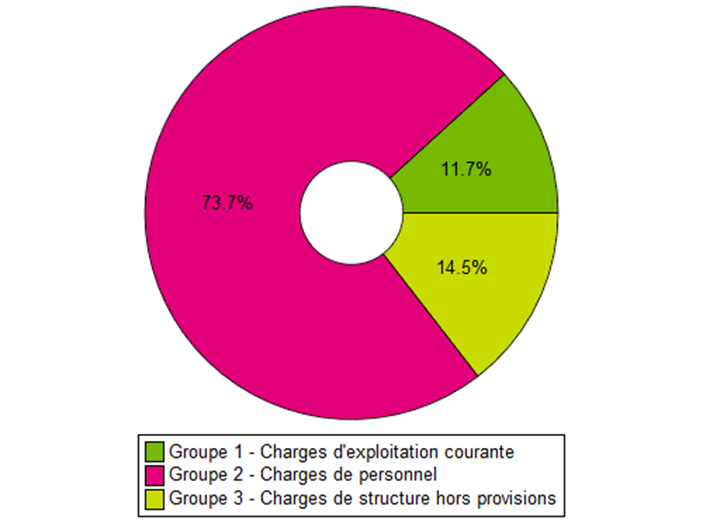 11.7%
73.7%
14.5%
Groupe 1 - Charges d'exploitation courante
Groupe 2 - Charges de personnel
Groupe 3 - Charges de structure hors provisions